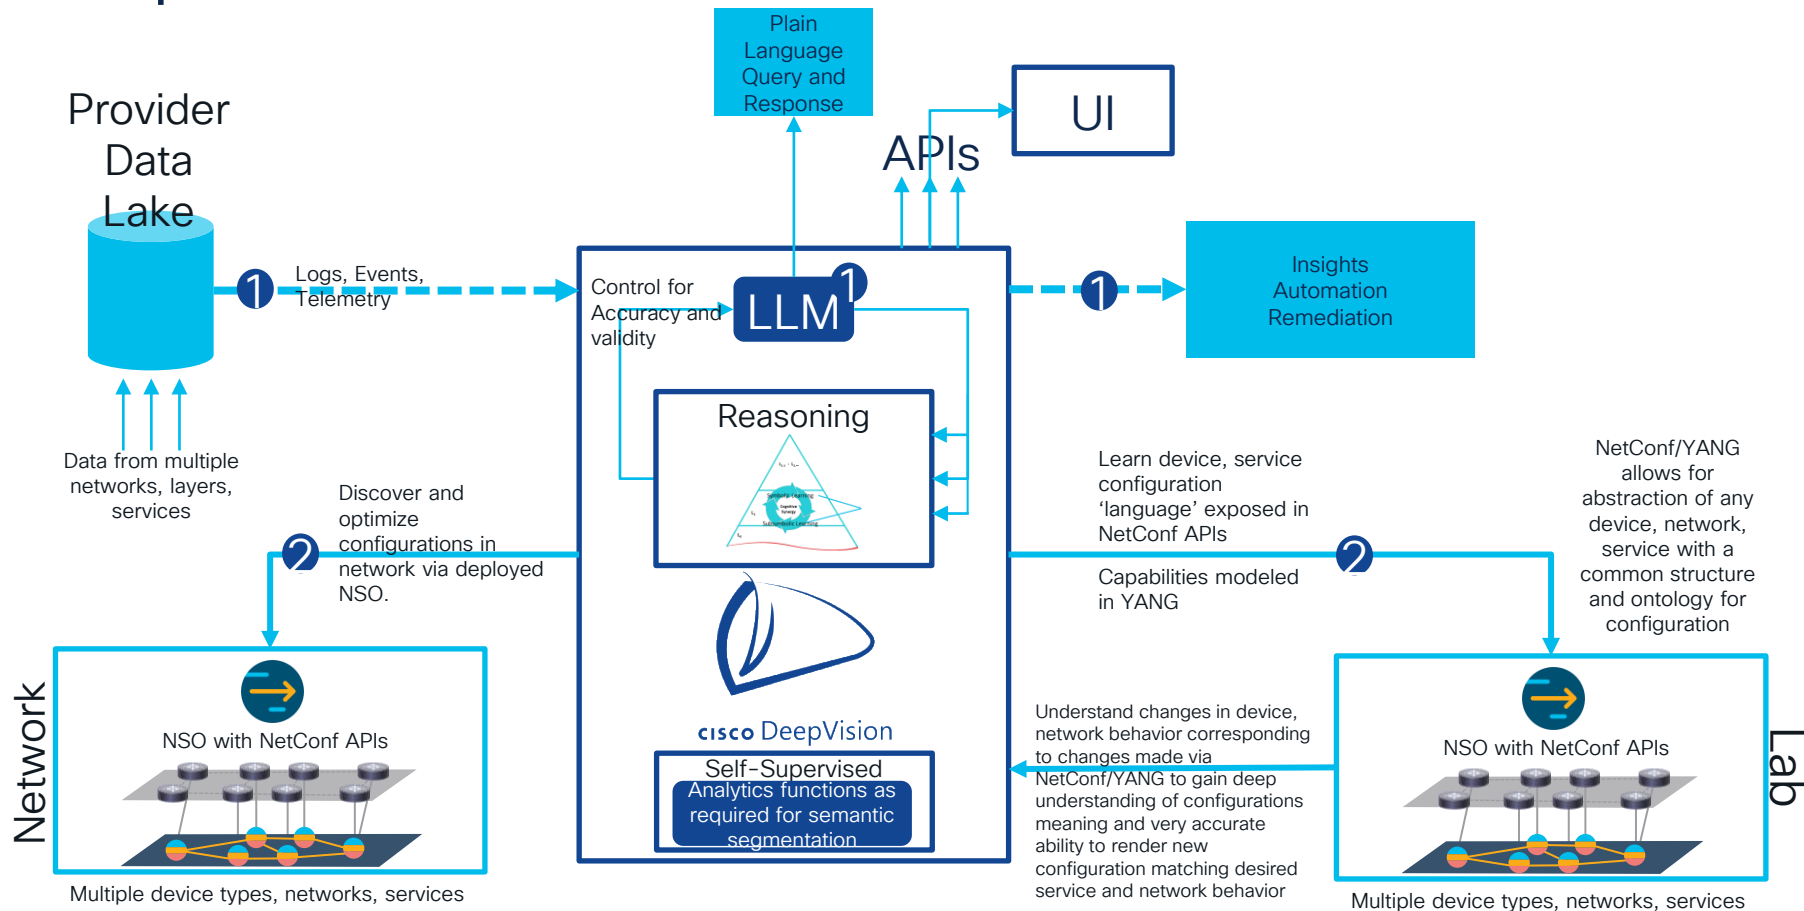 Plain
Language
Query and
Response
UI
APIs
Provider
Data
Lake
1
Logs, Events,
Telemetry
Control for
Accuracy and
validity
LLM
1
1
Insights
Automation
Remediation
Reasoning
Symbolic Learning
Cognitive
Synergy
Subsymbolic Learning
Data from multiple
networks, layers,
services
Discover and
optimize
configurations in
network via deployed
NSO.
2
Learn device, service
configuration
‘language’ exposed in
NetConf APIs
Capabilities modeled
in YANG
2
NetConf/YANG
allows for
abstraction of any
device, network,
service with a
common structure
and ontology for
configuration
Network
NSO with NetConf APIs
Multiple device types, networks, services
CISCO DeepVision
Self-Supervised
Analytics functions as
required for semantic
segmentation
Understand changes in device,
network behavior corresponding
to changes made via
NetConf/YANG to gain deep
understanding of configurations
meaning and very accurate
ability to render new
configuration matching desired
service and network behavior
Lab
NSO with NetConf APIs
Multiple device types, networks, services